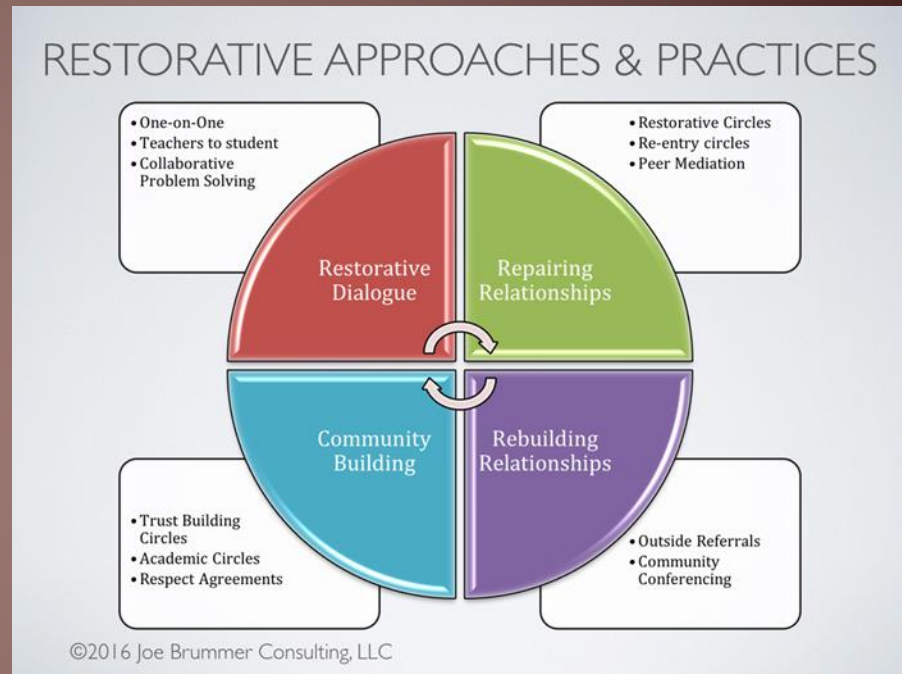 RESTORATIVE APPROACHES & PRACTICES
•One-on-One
•Teachers to student
•Collaborative
Problem Solving
•Restorative Circles
•Re-entry circles
•Peer Mediation
Restorative
Dialogue
Repairing
Relationships
Community
Building
Rebuilding
Relationships
•Trust Building
Circles
•Academic Circles
•Respect Agreements
•Outside Referrals
•Community
Conferencing
©2016 Joe Brummer Consulting, LLC